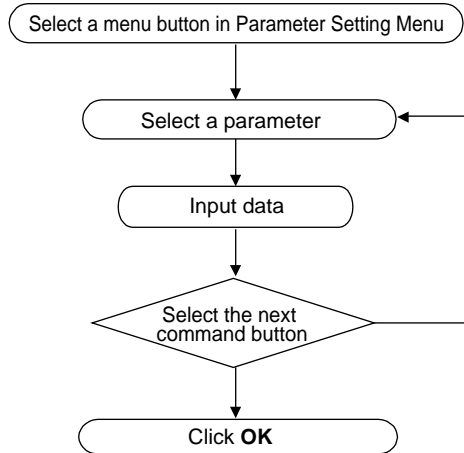 Select a menu button in Parameter Setting Menu
Select a parameter
Input data
Select the next
command button
Click OK